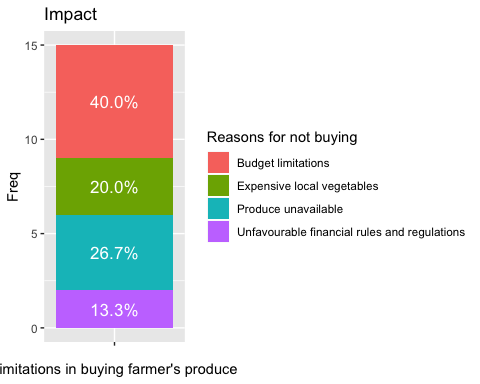 Impact
15
10
5
0
Freq
40.0%
20.0%
26.7%
13.3%
Reasons for not buying
Budget limitations
Expensive local vegetables
Produce unavailable
Unfavourable financial rules and regulations
imitations in buying farmer's produce